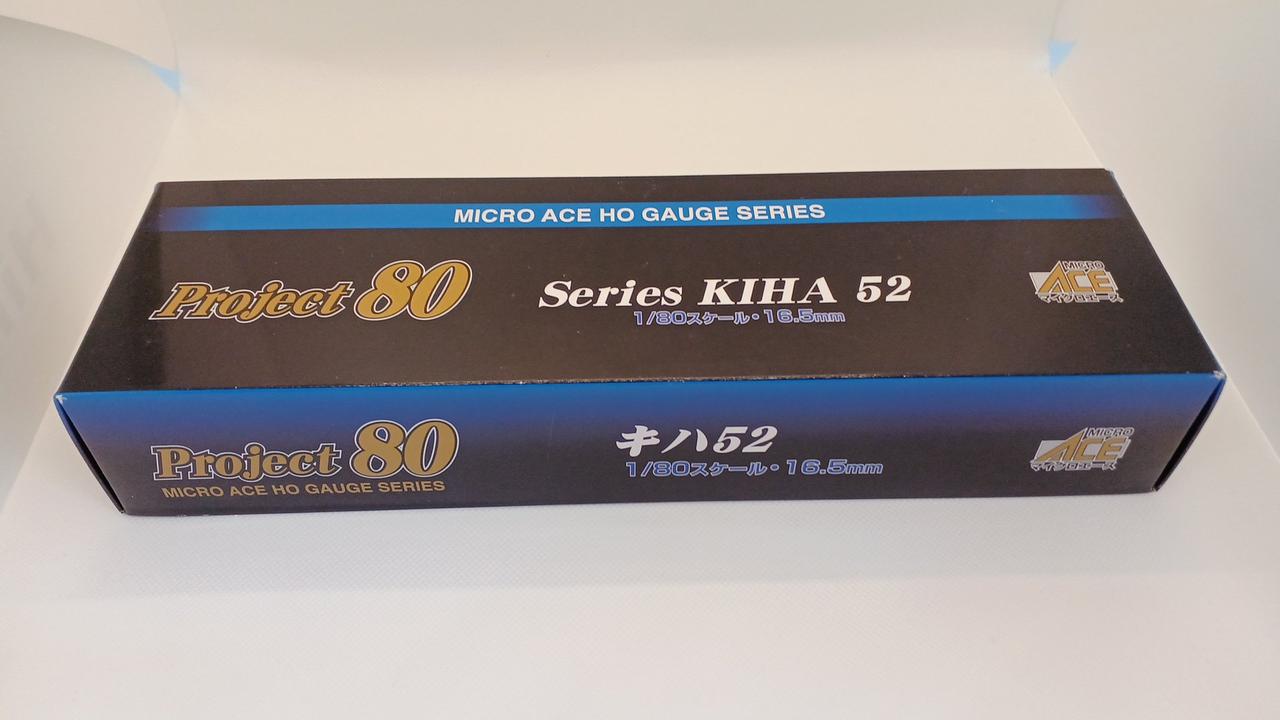 MICRO ACE HO GAUGE SERIES
Project 80
Series KIHA 52
1/80スケール・16.5mm
MICRO
ACE
マイクロエース
Project 80
MICRO ACE HO GAUGE SERIES
キハ52
1/80スケール・16.5mm
MICRO
ACE
マイクロエース